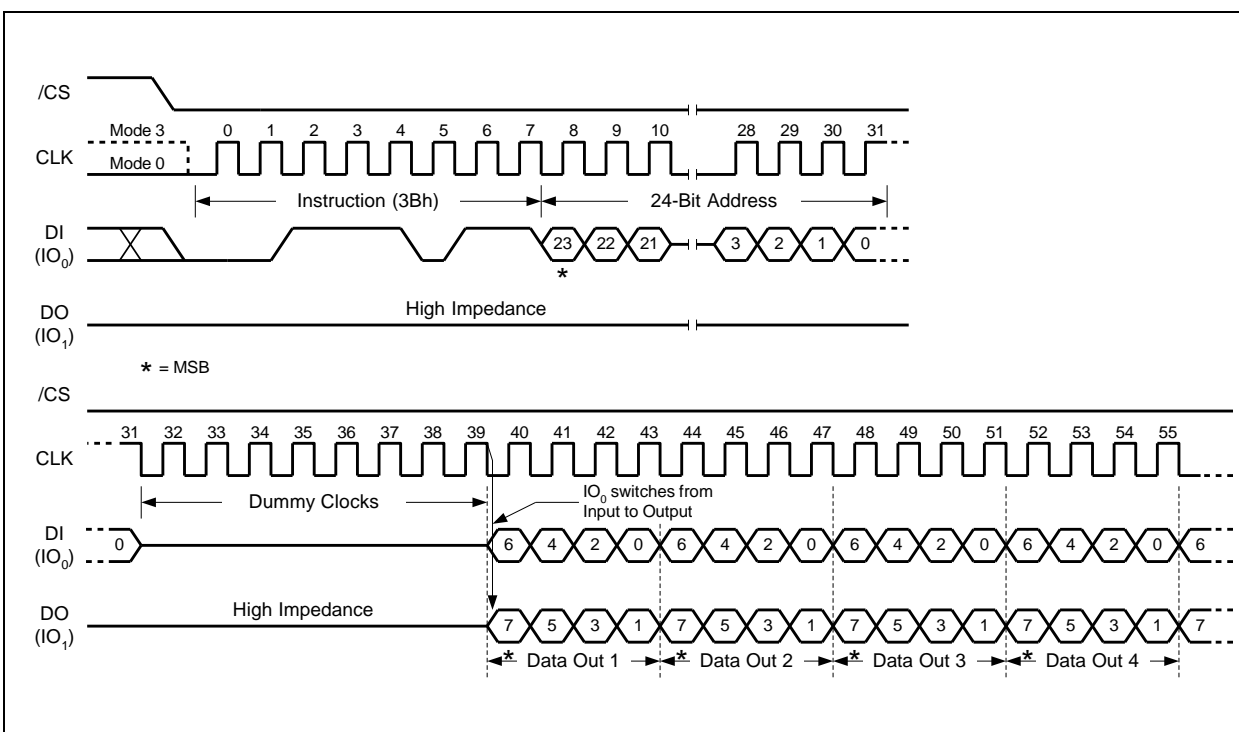 /CS
Mode 3 0 1 2 3 4 5 6 7 8 9 10 28 29 30 31
CLK
Mode 0
Instruction (3Bh) 24-Bit Address
DI
(IO0)
23 22 21 3 2 1 0
*
High Impedance
DO
(IO1)
* = MSB
/CS
31 32 33 34 35 36 37 38 39 40 41 42 43 44 45 46 47 48 49 50 51 52 53 54 55
CLK
Dummy Clocks
IO0 switches from
Input to Output
DI
(IO0)
0 6 4 2 0 6 4 2 0 6 4 2 0 6 4 2 0 6
High Impedance
DO
(IO1)
7 5 3 1 7 5 3 1 7 5 3 1 7 5 3 1 7
* Data Out 1 * Data Out 2 * Data Out 3 * Data Out 4